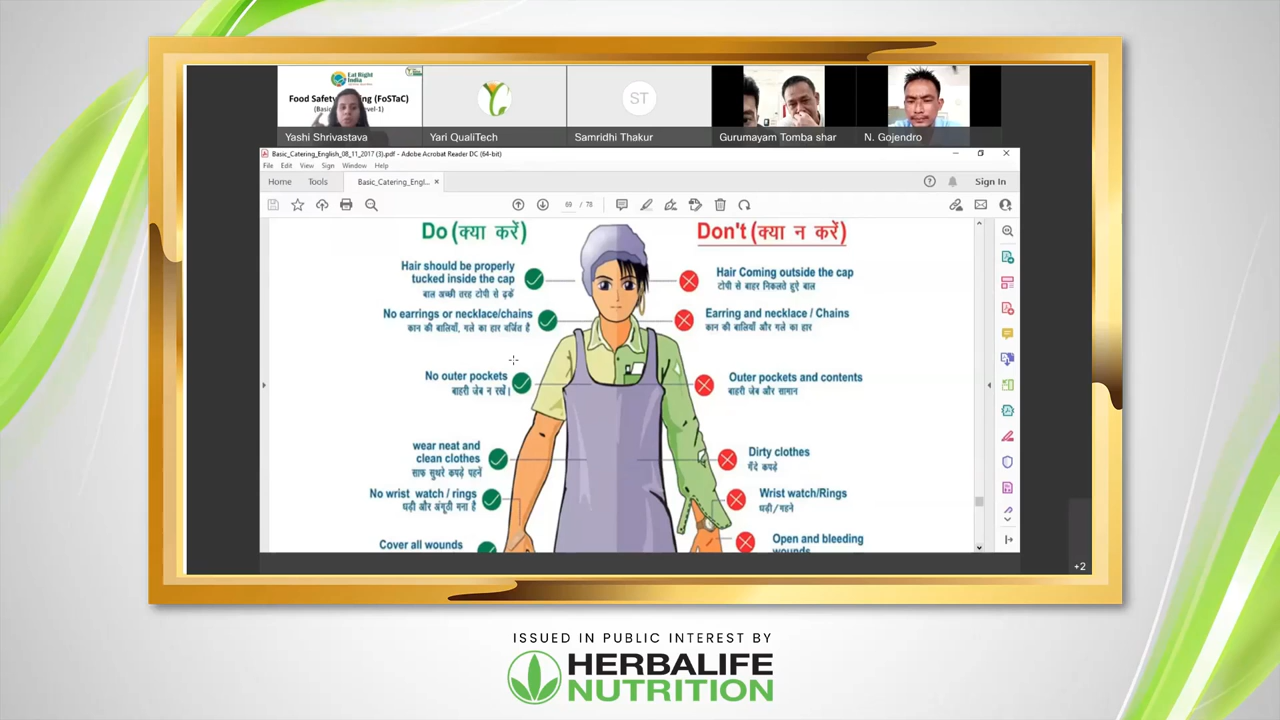 Eat Right
India
Food Safety
ng (FoSTaC)
Yashi Shrivastava
Yari QualiTech
ST
Samridhi Thakur
Gurumayam Tomba shar
N. Gojendro
Basic_Catering_English_08_11_2017 (3).pdf - Adobe Acrobat Reader DC (64-bit)
File Edit View Sign Window Help
Home Tools Basic_Catering_Engl... × Sign In
69 / 78
Do (क्या करें)
Don't (क्या न करें)
Hair should be properly
tucked inside the cap
बाल अच्छी तरह टोपी से ढ़कें
Hair Coming outside the cap
टोपी से बाहर निकलते हुऐ बाल
No earrings or necklace/chains
कान की बालियाँ, गले का हार वर्जित है
Earring and necklace / Chains
कान की बालियाँ और गले का हार
No outer pockets
बाहरी जेब न रखें।
Outer pockets and contents
बाहरी जेब और सामान
wear neat and
clean clothes
साफ सुथरे कपड़े पहनें
Dirty clothes
गँदे कपड़े
No wrist watch / rings
घड़ी और अंगूठी मना है
Wrist watch/Rings
घड़ी/गहने
Cover all wounds
Open and bleeding
wounds
+2
ISSUED IN PUBLIC INTEREST BY
HERBALIFE
NUTRITION